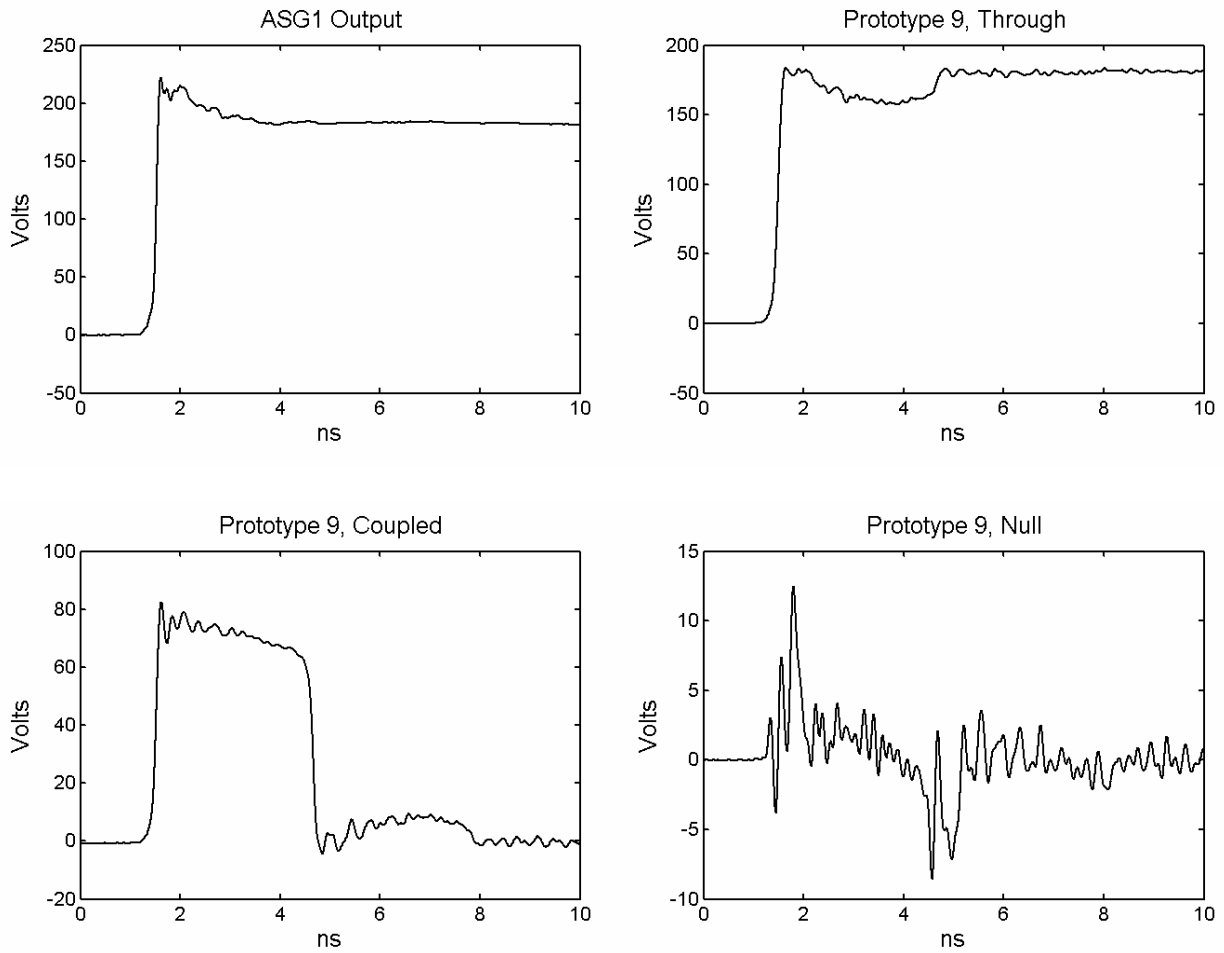 ASG1 Output
250
200
150
100
50
0
-50
0 2 4 6 8 10
ns
Volts
Prototype 9, Through
200
150
100
50
0
-50
0 2 4 6 8 10
ns
Volts
Prototype 9, Coupled
100
80
60
40
20
0
-20
0 2 4 6 8 10
ns
Volts
Prototype 9, Null
15
10
5
0
-5
-10
0 2 4 6 8 10
ns
Volts